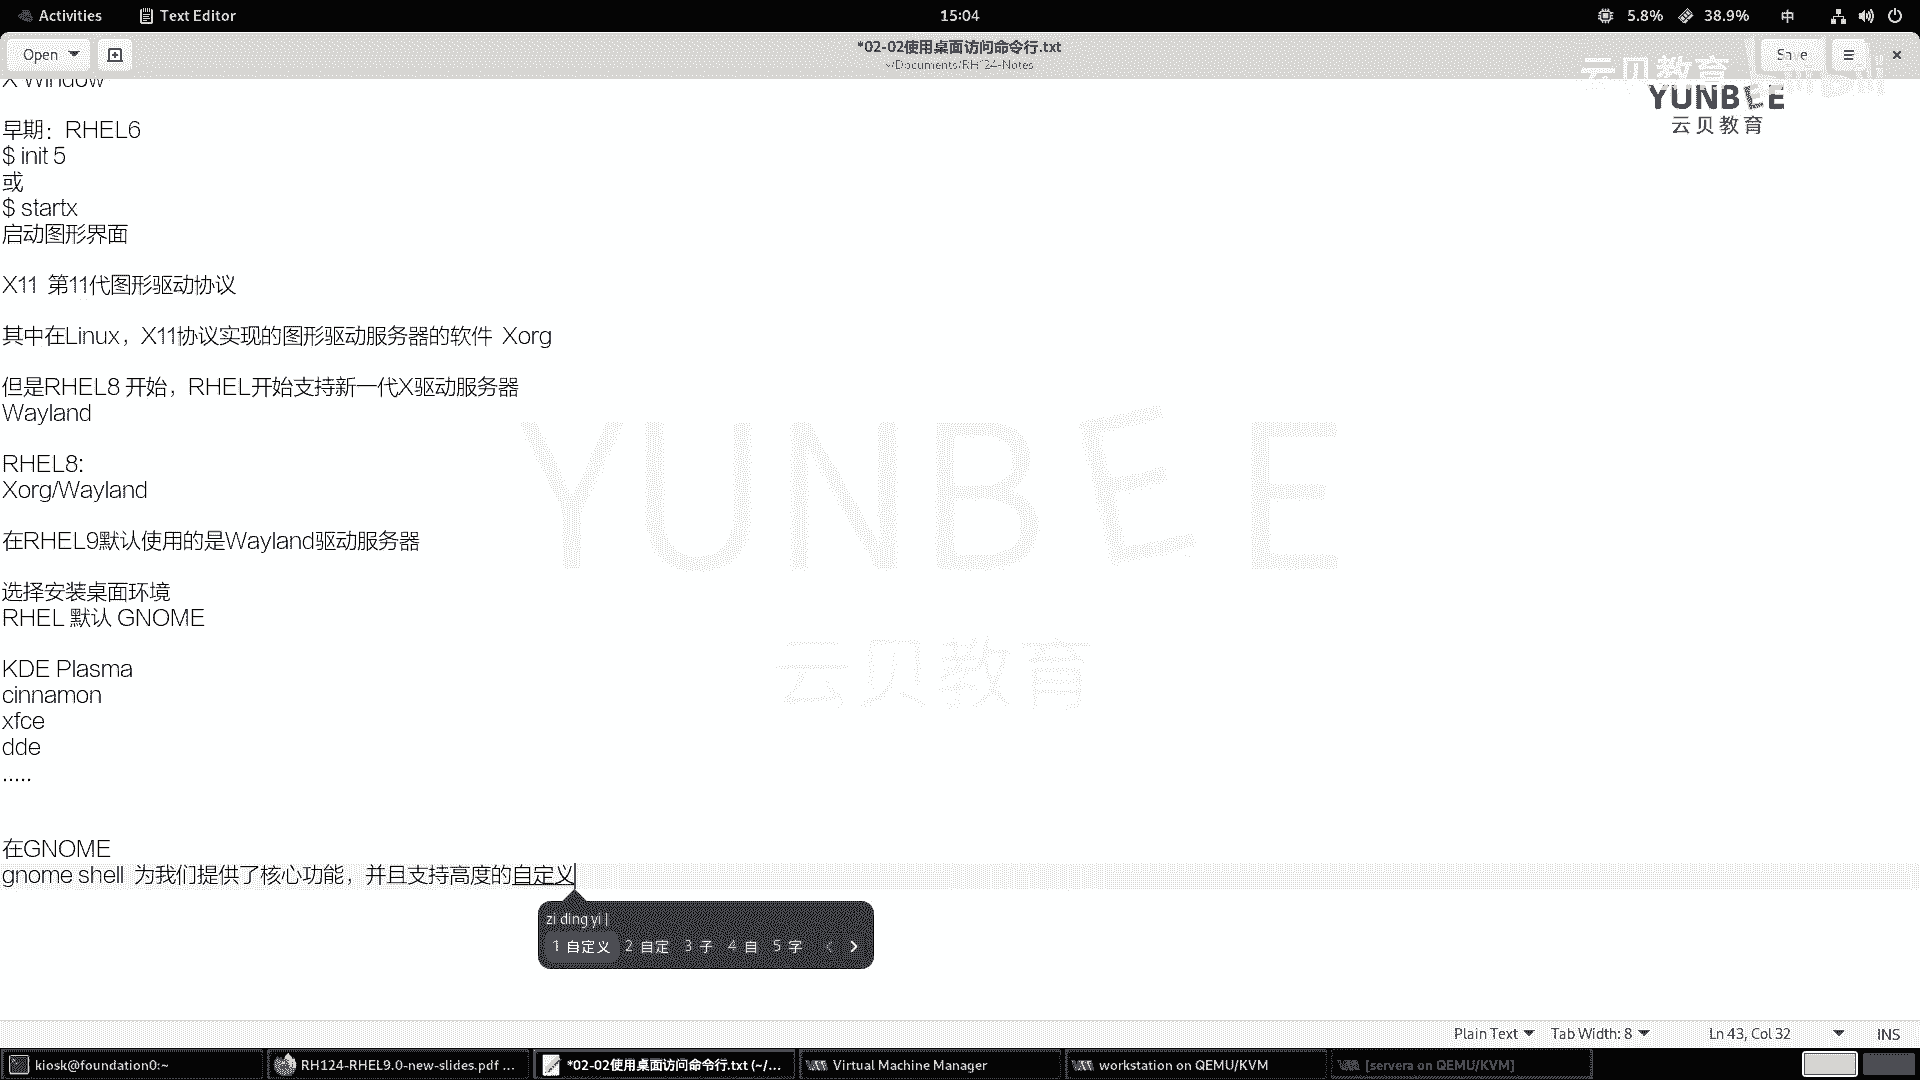 Activities
Text Editor
15:04
5.8%
38.9%
中
Open
*02-02使用桌面访问命令行.txt
~/Documents/RH124-Notes
Save
云贝教育
YUNBEE
云贝教育
X Window
早期：RHEL6
$ init 5
或
$ startx
启动图形界面
X11 第11代图形驱动协议
其中在Linux，X11协议实现的图形驱动服务器的软件 Xorg
但是RHEL8 开始，RHEL开始支持新一代X驱动服务器
Wayland
RHEL8:
Xorg/Wayland
在RHEL9默认使用的是Wayland驱动服务器
选择安装桌面环境
RHEL 默认 GNOME
KDE Plasma
cinnamon
xfce
dde
.....
YUNBEE
云贝教育
在GNOME
gnome shell 为我们提供了核心功能，并且支持高度的自定义
zi ding yi
1 自定义 2 自定 3 子 4 自 5 字
Plain Text
Tab Width: 8
Ln 43, Col 32
INS
kiosk@foundation0:~
RH124-RHEL9.0-new-slides.pdf ...
*02-02使用桌面访问命令行.txt (~/...
Virtual Machine Manager
workstation on QEMU/KVM
[servera on QEMU/KVM]